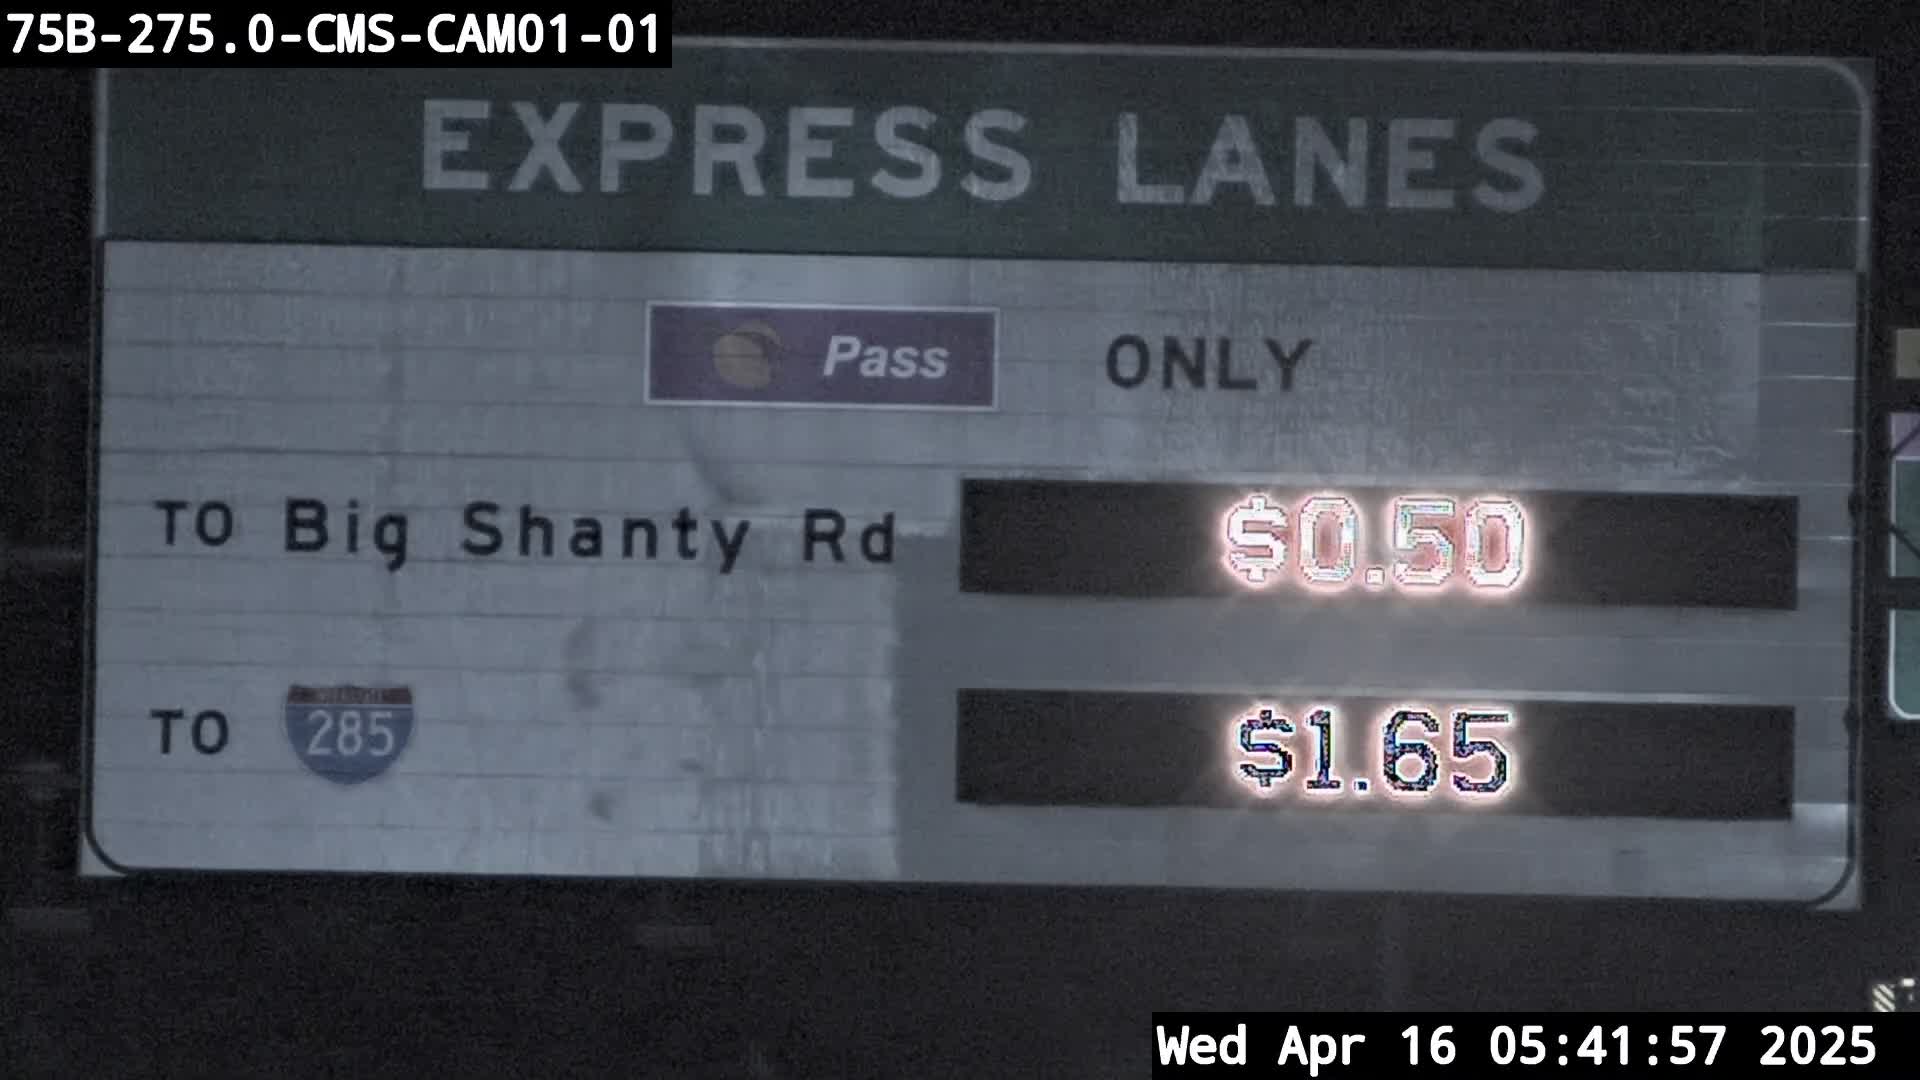 75B-275.0-CMS-CAM01-01
EXPRESS LANES
Pass ONLY
TO Big Shanty Rd $0.50
TO 285 $1.65
Wed Apr 16 05:41:57 2025